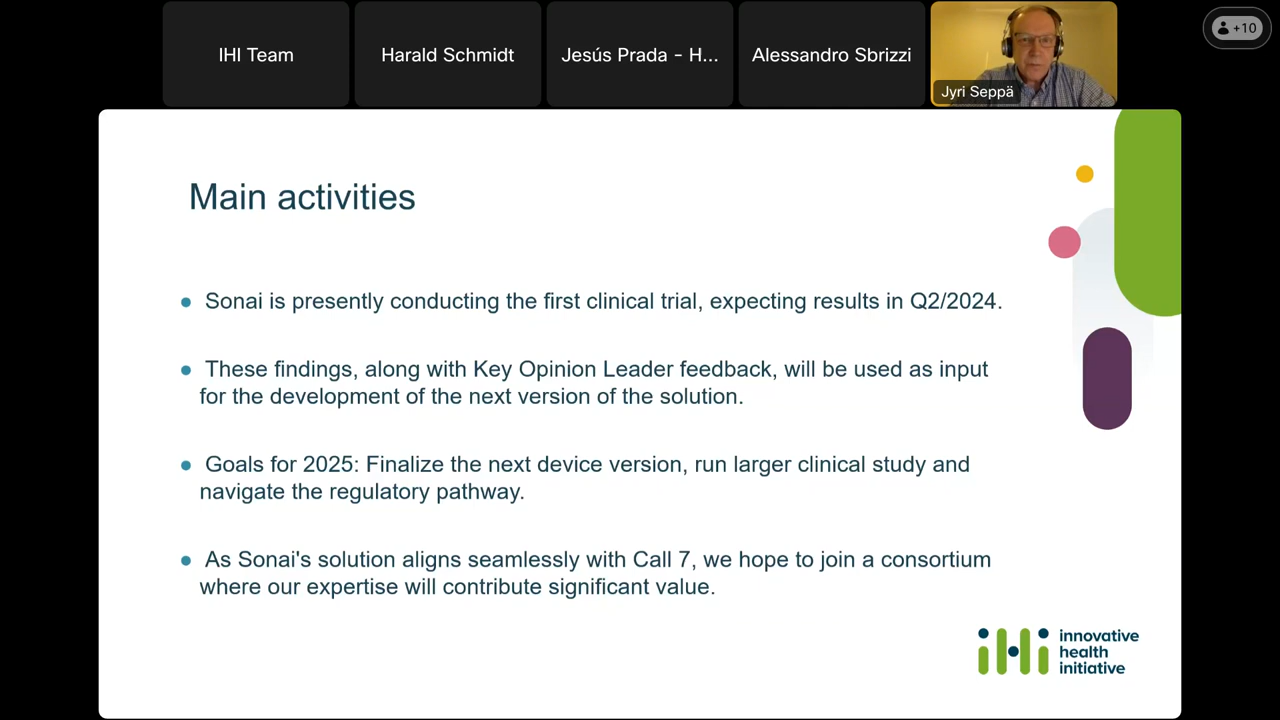 IHI Team
Harald Schmidt
Jesús Prada - H...
Alessandro Sbrizzi
Jyri Seppä
+10
Main activities
• Sonai is presently conducting the first clinical trial, expecting results in Q2/2024.
• These findings, along with Key Opinion Leader feedback, will be used as input
for the development of the next version of the solution.
• Goals for 2025: Finalize the next device version, run larger clinical study and
navigate the regulatory pathway.
• As Sonai's solution aligns seamlessly with Call 7, we hope to join a consortium
where our expertise will contribute significant value.
iHi
innovative
health
initiative